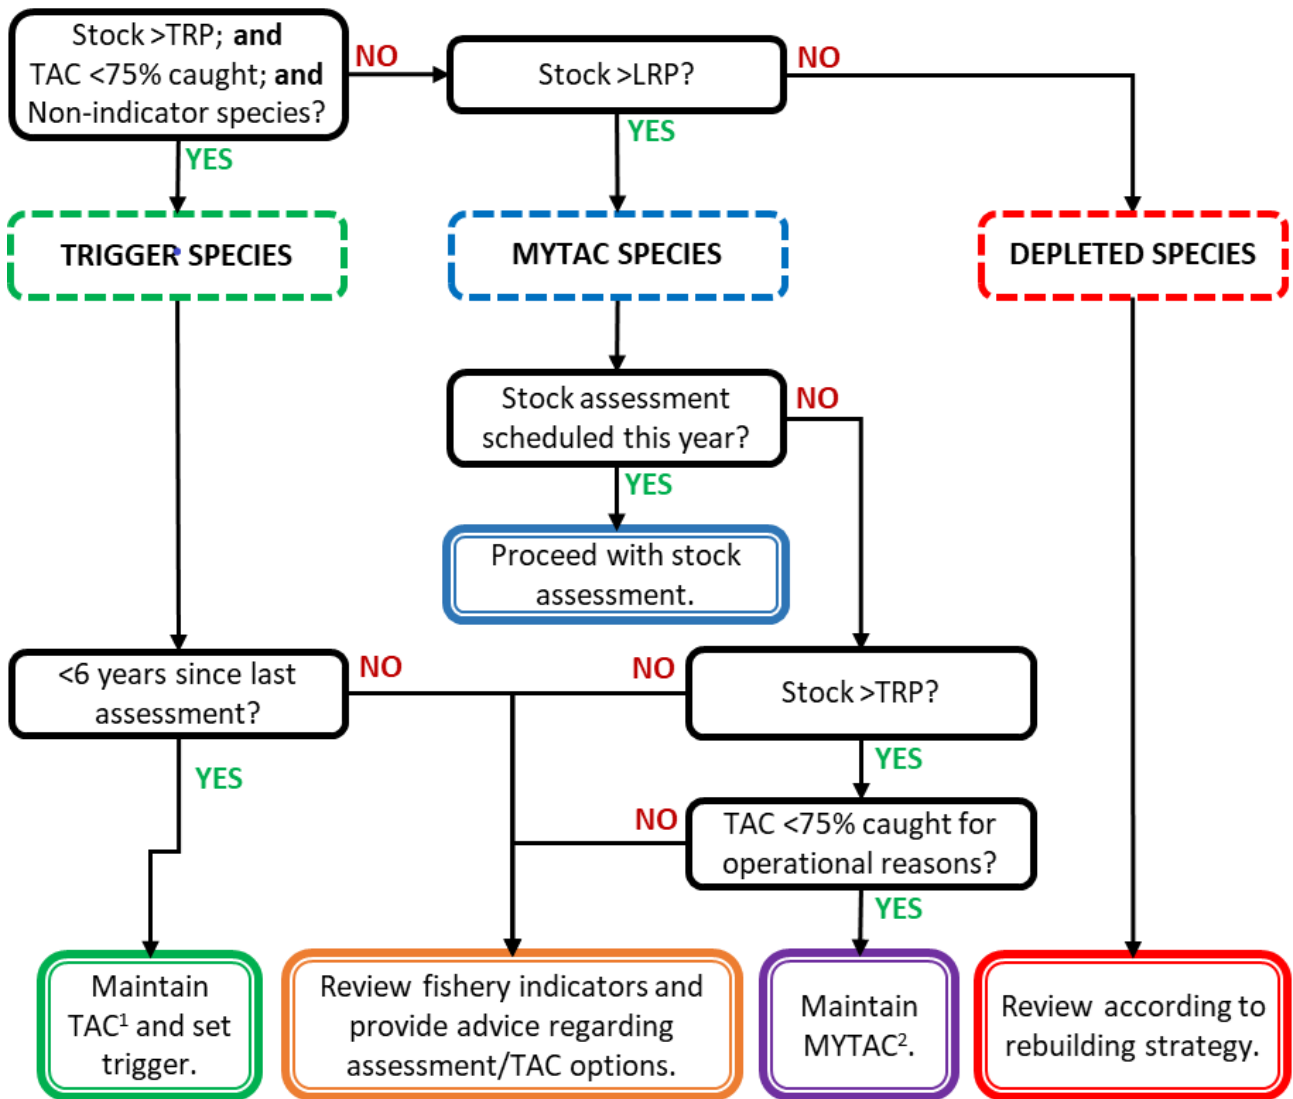 Stock >TRP; and
TAC <75% caught; and
Non-indicator species?
NO
Stock >LRP?
NO
YES
YES
TRIGGER SPECIES
MYTAC SPECIES
DEPLETED SPECIES
Stock assessment
scheduled this year?
NO
YES
Proceed with stock
assessment.
<6 years since last
assessment?
NO
NO
Stock >TRP?
YES
YES
NO
TAC <75% caught for
operational reasons?
YES
Maintain
TAC¹ and set
trigger.
Review fishery indicators and
provide advice regarding
assessment/TAC options.
Maintain
MYTAC².
Review according to
rebuilding strategy.